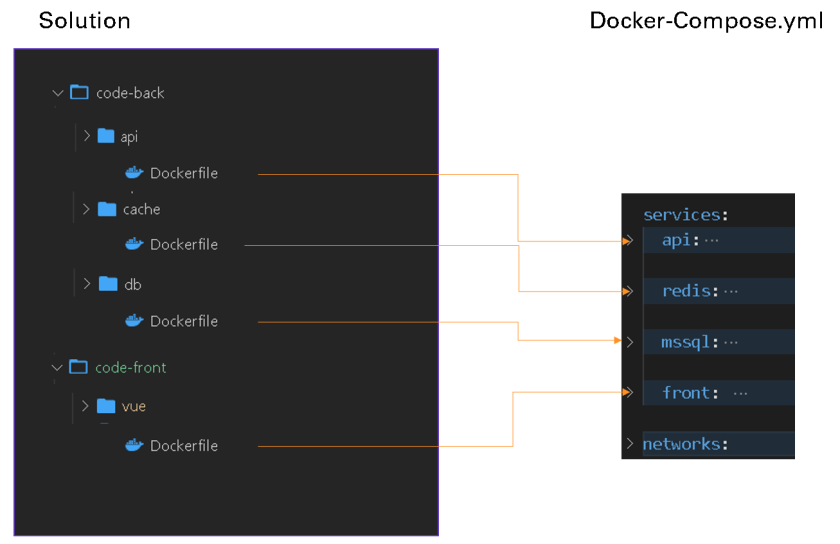 Solution
Docker-Compose.yml
code-back
api
Dockerfile
cache
Dockerfile
db
Dockerfile
code-front
vue
Dockerfile
services:
api: ···
redis: ···
mssql: ···
front: ···
networks: